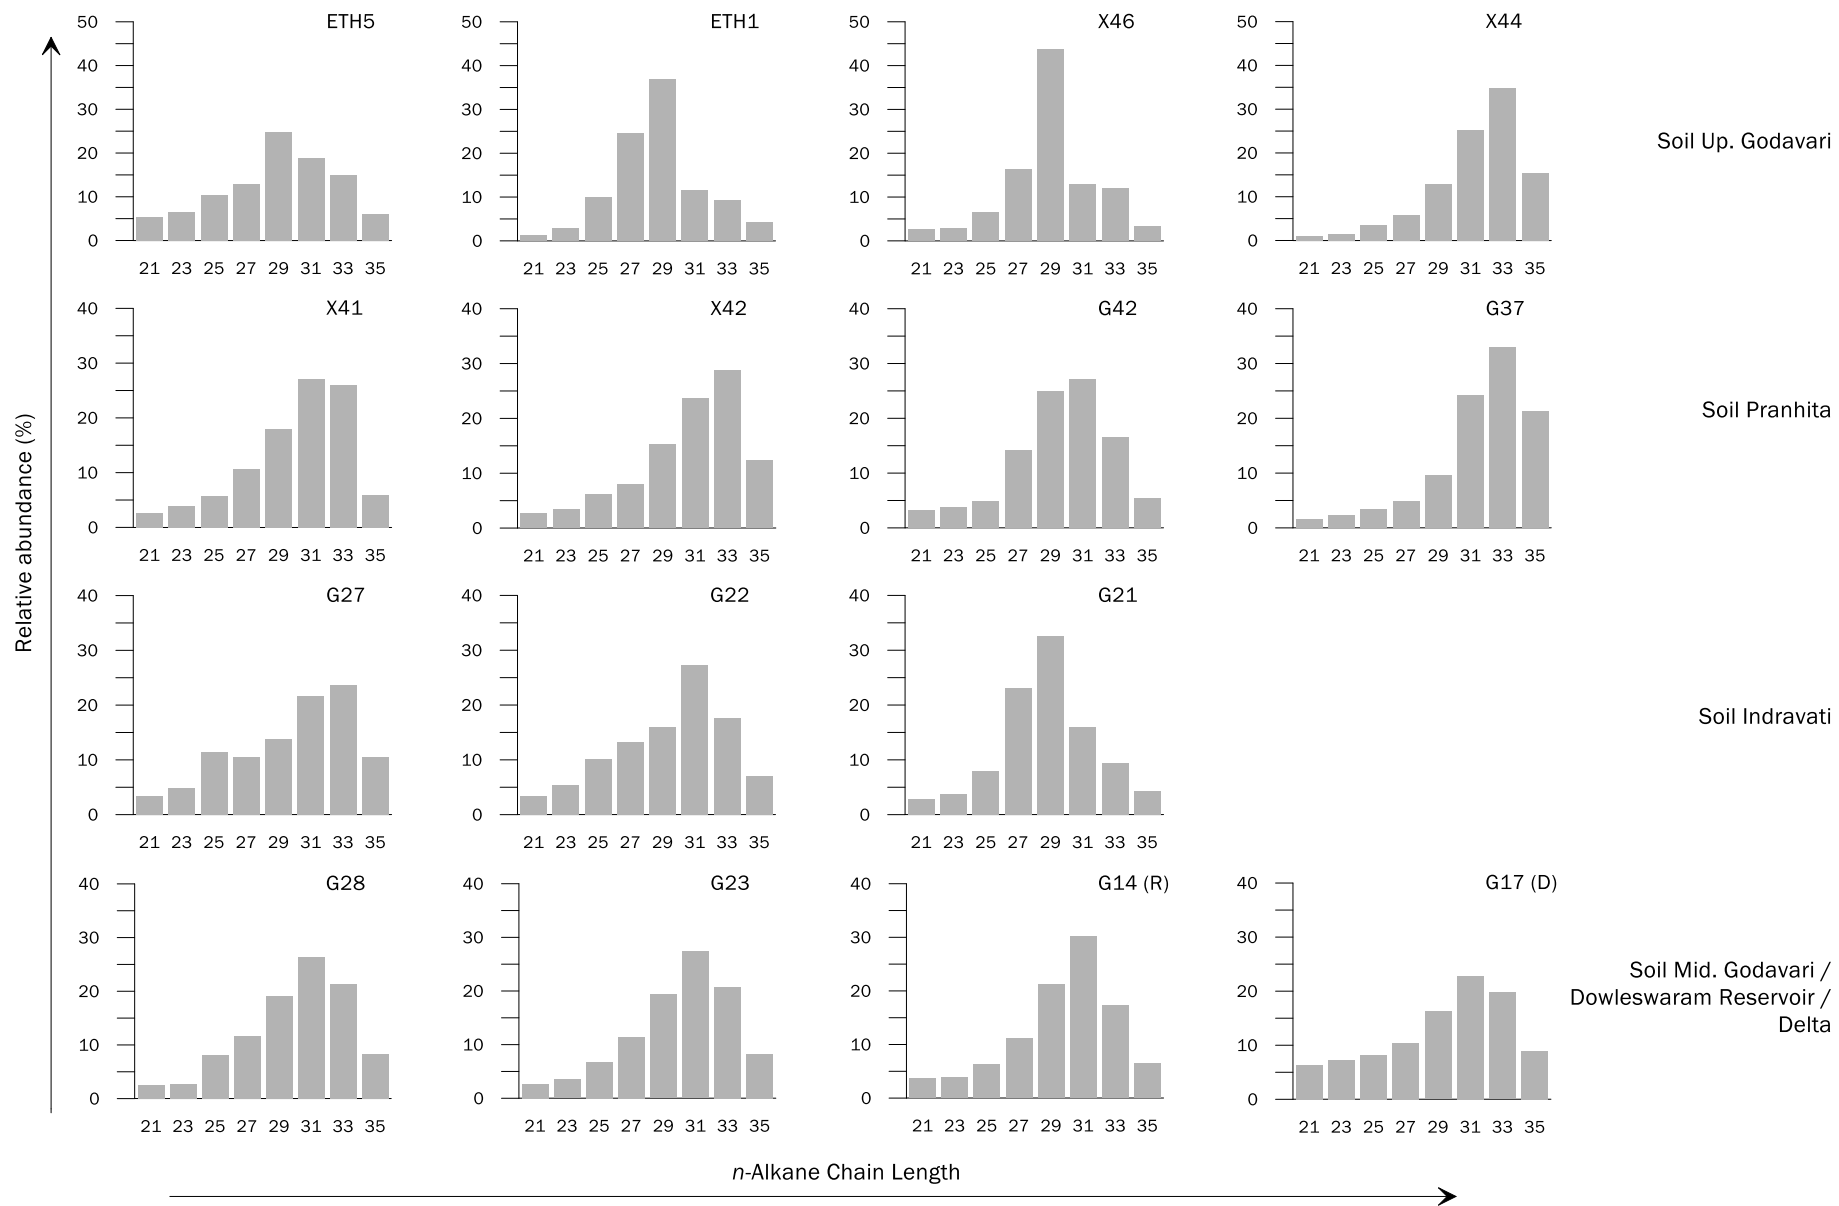 ETH5 ETH1 X46 X44
50 50 50 50
40 40 40 40
30 30 30 30
Soil Up. Godavari
20 20 20 20
10 10 10 10
0 0 0 0
21 23 25 27 29 31 33 35 21 23 25 27 29 31 33 35 21 23 25 27 29 31 33 35 21 23 25 27 29 31 33 35
X41 X42 G42 G37
40 40 40 40
30 30 30 30
Soil Pranhita
20 20 20 20
10 10 10 10
0 0 0 0
21 23 25 27 29 31 33 35 21 23 25 27 29 31 33 35 21 23 25 27 29 31 33 35 21 23 25 27 29 31 33 35
Relative abundance (%)
G27 G22 G21
40 40 40
30 30 30
20 20 20
Soil Indravati
10 10 10
0 0 0
21 23 25 27 29 31 33 35 21 23 25 27 29 31 33 35 21 23 25 27 29 31 33 35
G28 G23 G14 (R) G17 (D)
40 40 40 40
30 30 30 30
Soil Mid. Godavari /
Dowleswaram Reservoir /
Delta
20 20 20 20
10 10 10 10
0 0 0 0
21 23 25 27 29 31 33 35 21 23 25 27 29 31 33 35 21 23 25 27 29 31 33 35 21 23 25 27 29 31 33 35
n-Alkane Chain Length